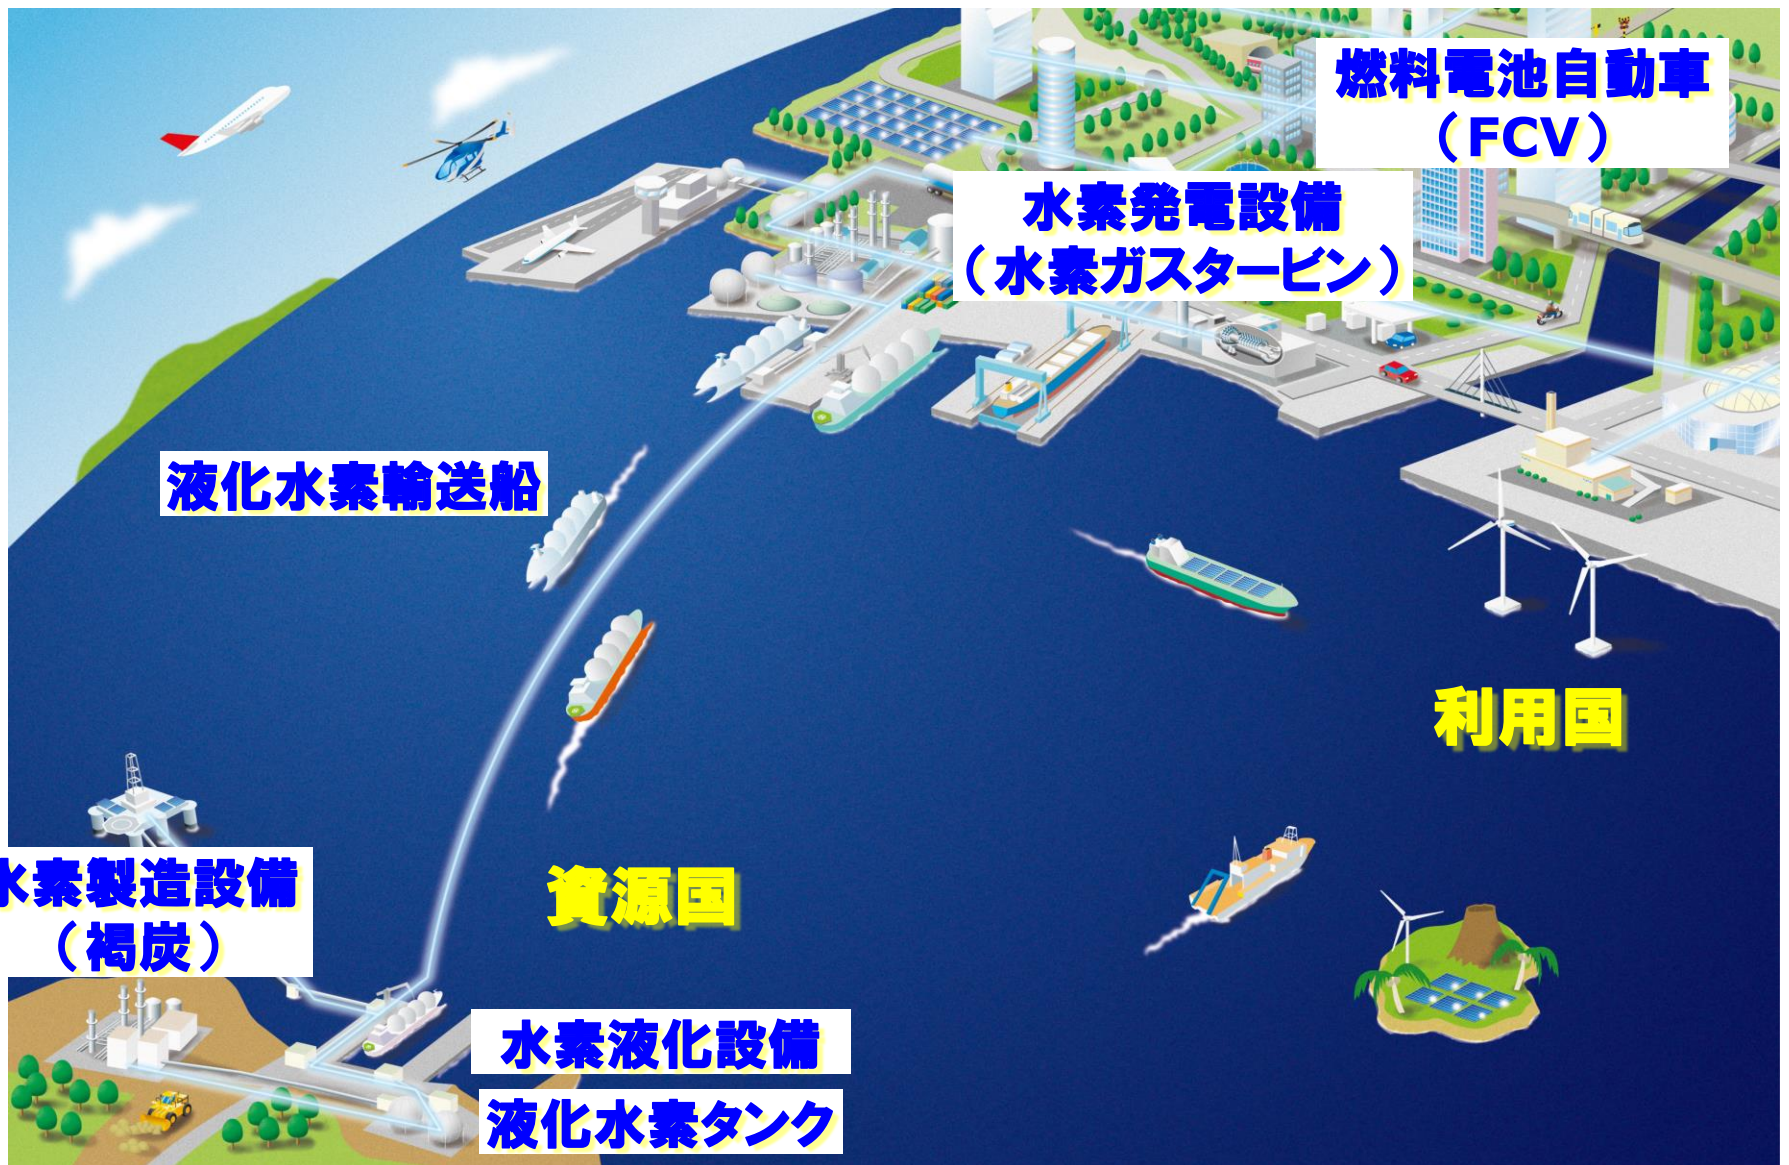 燃料電池自動車
（FCV）
水素発電設備
（水素ガスタービン）
液化水素輸送船
利用国
資源国
水素製造設備
（褐炭）
水素液化設備
液化水素タンク